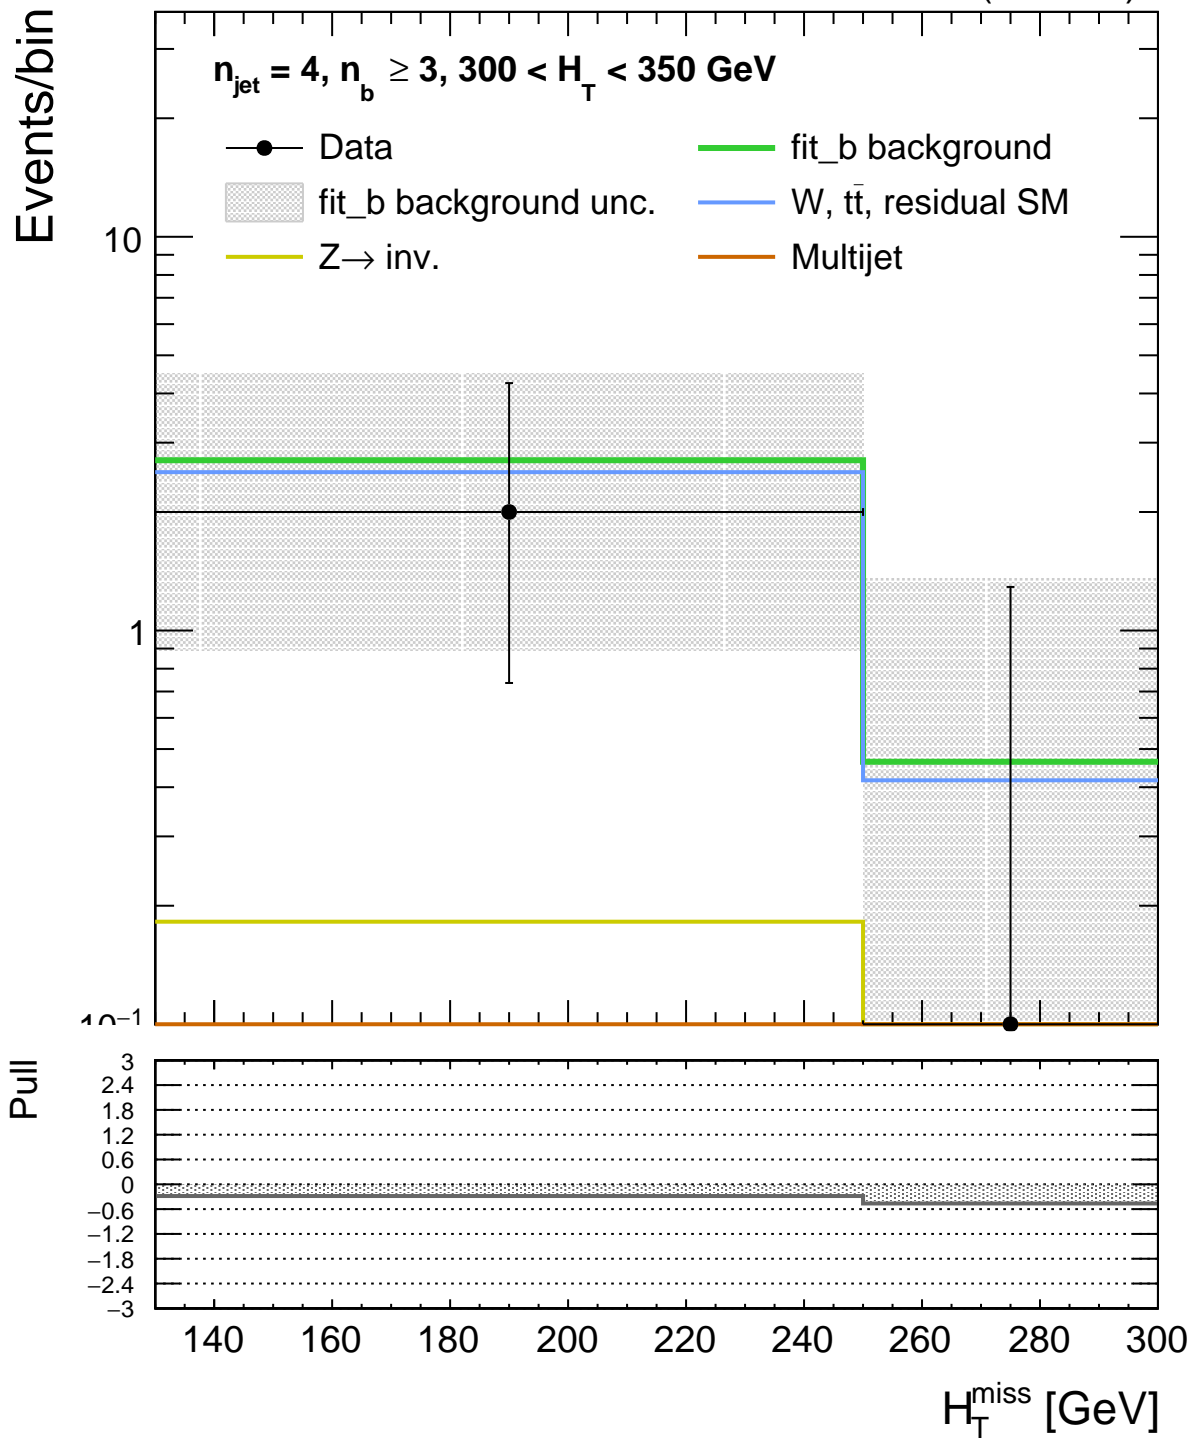 Events/bin
n_jet = 4, n_b ≥ 3, 300 < H_T < 350 GeV
Data
fit_b background
fit_b background unc.
W, tt̄, residual SM
Z→ inv.
Multijet
10
1
10⁻¹
Pull
3
2.4
1.8
1.2
0.6
0
−0.6
−1.2
−1.8
−2.4
−3
140 160 180 200 220 240 260 280 300
H_T^miss [GeV]